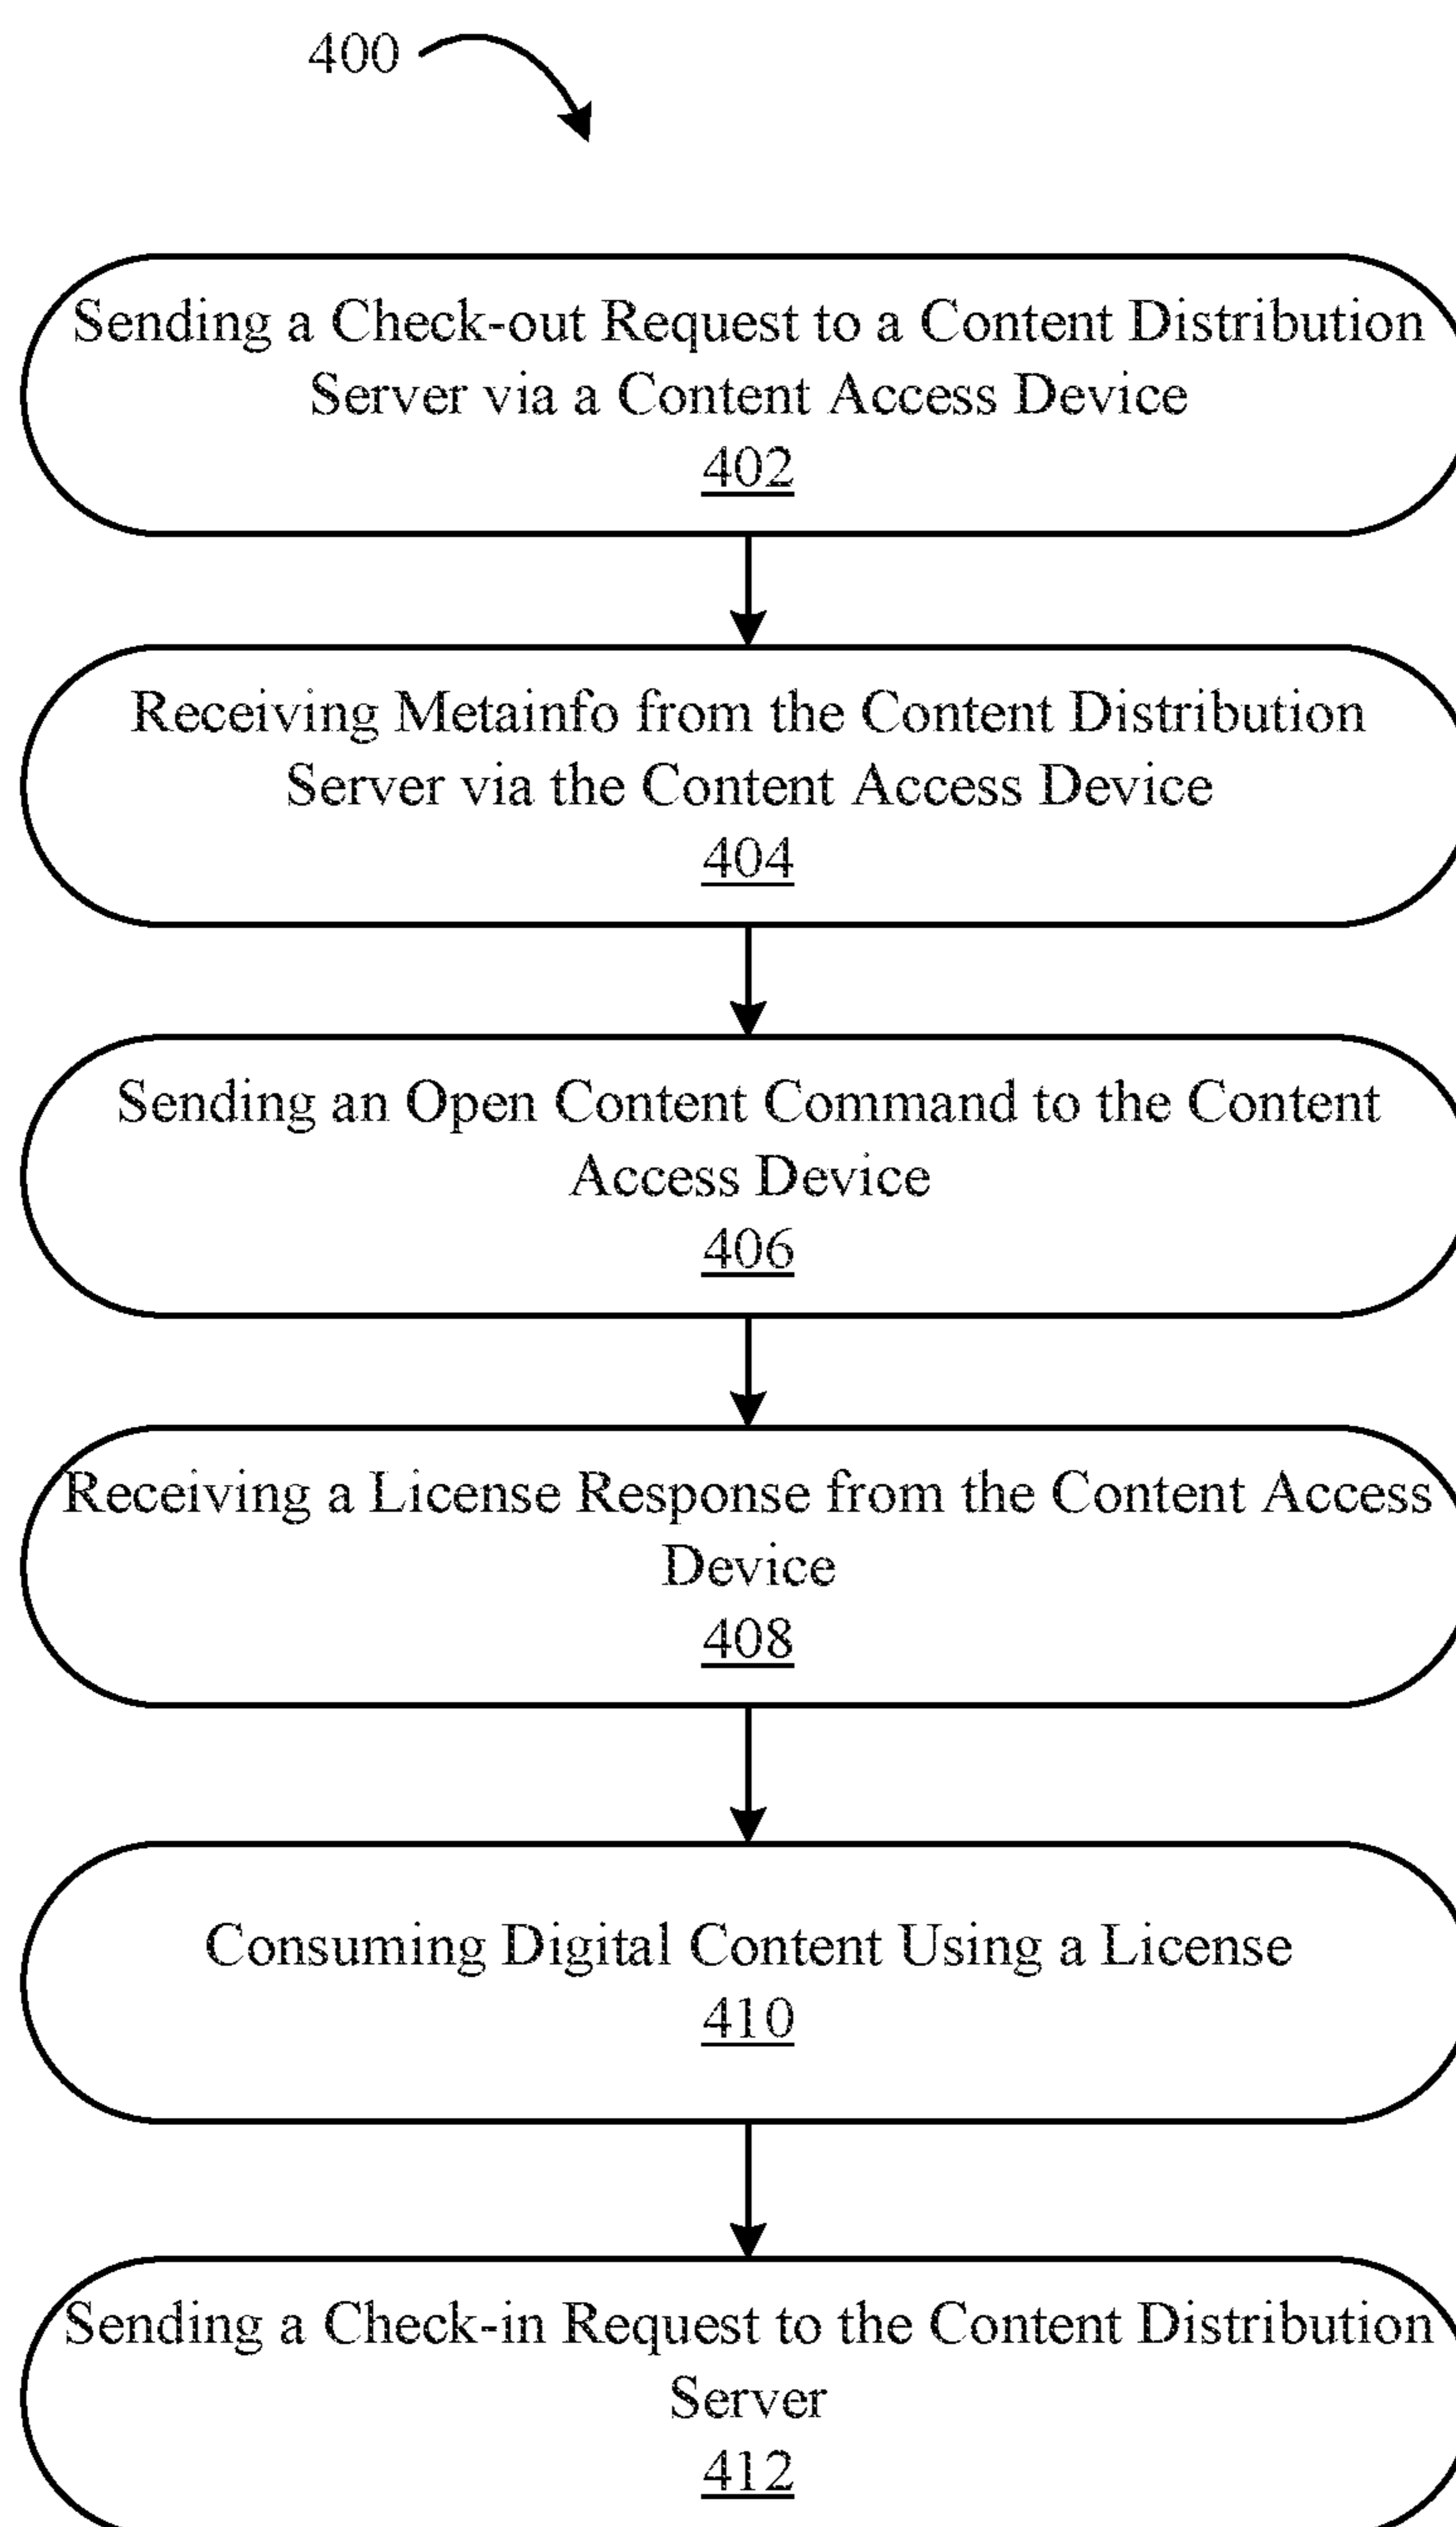 400
Sending a Check-out Request to a Content Distribution
Server via a Content Access Device
402
Receiving Metainfo from the Content Distribution
Server via the Content Access Device
404
Sending an Open Content Command to the Content
Access Device
406
Receiving a License Response from the Content Access
Device
408
Consuming Digital Content Using a License
410
Sending a Check-in Request to the Content Distribution
Server
412